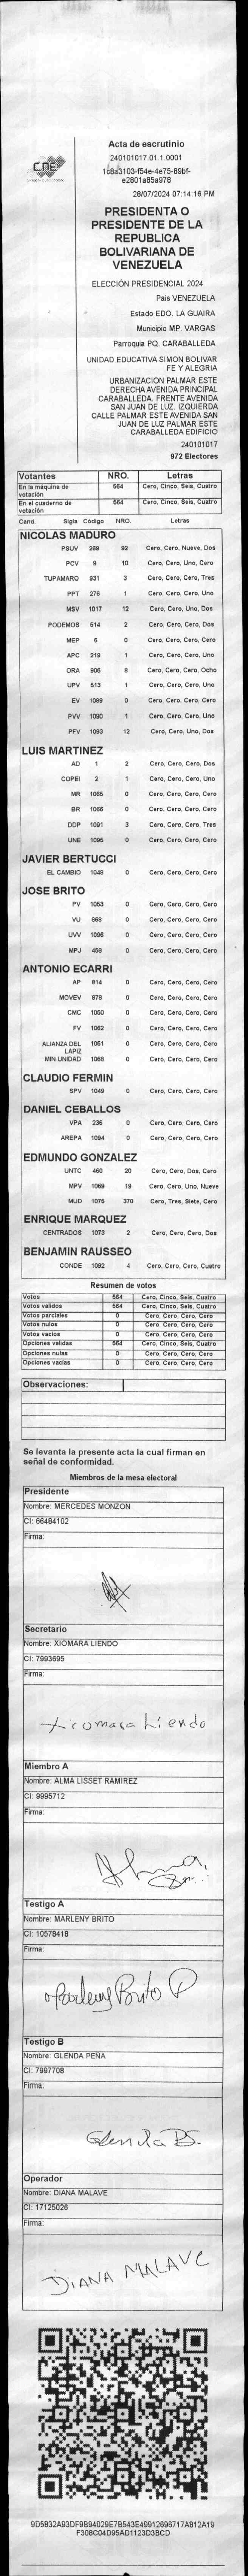 CNE
Acta de escrutinio
240101017.01.1.0001
1c8a3103-f54e-4e75-89bf-
e2801a85a978
28/07/2024 07:14:16 PM
PRESIDENTA O
PRESIDENTE DE LA
REPUBLICA
BOLIVARIANA DE
VENEZUELA
ELECCIÓN PRESIDENCIAL 2024
Pais VENEZUELA
Estado EDO. LA GUAIRA
Municipio MP. VARGAS
Parroquia PQ. CARABALLEDA
UNIDAD EDUCATIVA SIMON BOLIVAR
FE Y ALEGRIA
URBANIZACION PALMAR ESTE
DERECHA AVENIDA PRINCIPAL
CARABALLEDA. FRENTE AVENIDA
SAN JUAN DE LUZ. IZQUIERDA
CALLE PALMAR ESTE AVENIDA SAN
JUAN DE LUZ PALMAR ESTE
CARABALLEDA EDIFICIO
240101017
972 Electores
Votantes NRO. Letras
En la máquina de votación 564 Cero, Cinco, Seis, Cuatro
En el cuaderno de votación 564 Cero, Cinco, Seis, Cuatro
Cand. Sigla Código NRO. Letras
NICOLAS MADURO
PSUV 269 92 Cero, Cero, Nueve, Dos
PCV 9 10 Cero, Cero, Uno, Cero
TUPAMARO 931 3 Cero, Cero, Cero, Tres
PPT 276 1 Cero, Cero, Cero, Uno
MSV 1017 12 Cero, Cero, Uno, Dos
PODEMOS 514 2 Cero, Cero, Cero, Dos
MEP 6 0 Cero, Cero, Cero, Cero
APC 219 1 Cero, Cero, Cero, Uno
ORA 906 8 Cero, Cero, Cero, Ocho
UPV 513 1 Cero, Cero, Cero, Uno
EV 1089 0 Cero, Cero, Cero, Cero
PVV 1090 1 Cero, Cero, Cero, Uno
PFV 1093 12 Cero, Cero, Uno, Dos
LUIS MARTINEZ
AD 1 2 Cero, Cero, Cero, Dos
COPEI 2 1 Cero, Cero, Cero, Uno
MR 1065 0 Cero, Cero, Cero, Cero
BR 1066 0 Cero, Cero, Cero, Cero
DDP 1091 3 Cero, Cero, Cero, Tres
UNE 1095 0 Cero, Cero, Cero, Cero
JAVIER BERTUCCI
EL CAMBIO 1048 0 Cero, Cero, Cero, Cero
JOSE BRITO
PV 1053 0 Cero, Cero, Cero, Cero
VU 868 0 Cero, Cero, Cero, Cero
UVV 1096 0 Cero, Cero, Cero, Cero
MPJ 458 0 Cero, Cero, Cero, Cero
ANTONIO ECARRI
AP 814 0 Cero, Cero, Cero, Cero
MOVEV 878 0 Cero, Cero, Cero, Cero
CMC 1050 0 Cero, Cero, Cero, Cero
FV 1062 0 Cero, Cero, Cero, Cero
ALIANZA DEL LAPIZ 1051 0 Cero, Cero, Cero, Cero
MIN UNIDAD 1068 0 Cero, Cero, Cero, Cero
CLAUDIO FERMIN
SPV 1049 0 Cero, Cero, Cero, Cero
DANIEL CEBALLOS
VPA 236 0 Cero, Cero, Cero, Cero
AREPA 1094 0 Cero, Cero, Cero, Cero
EDMUNDO GONZALEZ
UNTC 460 20 Cero, Cero, Dos, Cero
MPV 1069 19 Cero, Cero, Uno, Nueve
MUD 1075 370 Cero, Tres, Siete, Cero
ENRIQUE MARQUEZ
CENTRADOS 1073 2 Cero, Cero, Cero, Dos
BENJAMIN RAUSSEO
CONDE 1092 4 Cero, Cero, Cero, Cuatro
Resumen de votos
Votos 564 Cero, Cinco, Seis, Cuatro
Votos validos 564 Cero, Cinco, Seis, Cuatro
Votos parciales 0 Cero, Cero, Cero, Cero
Votos nulos 0 Cero, Cero, Cero, Cero
Votos vacios 0 Cero, Cero, Cero, Cero
Opciones validas 564 Cero, Cinco, Seis, Cuatro
Opciones nulas 0 Cero, Cero, Cero, Cero
Opciones vacias 0 Cero, Cero, Cero, Cero
Observaciones:
Se levanta la presente acta la cual firman en
señal de conformidad.
Miembros de la mesa electoral
Presidente
Nombre: MERCEDES MONZON
CI: 66484102
Firma:
Secretario
Nombre: XIOMARA LIENDO
CI: 7993695
Firma:
Xiomara Liendo
Miembro A
Nombre: ALMA LISSET RAMIREZ
CI: 9995712
Firma:
Testigo A
Nombre: MARLENY BRITO
CI: 10578418
Firma:
Marleny Brito P
Testigo B
Nombre: GLENDA PEÑA
CI: 7997708
Firma:
Operador
Nombre: DIANA MALAVE
CI: 17125026
Firma:
DIANA MALAVE
9D5832A93DF9B94029E7B543E49912696717A812A19
F308C04D95AD1123D3BCD